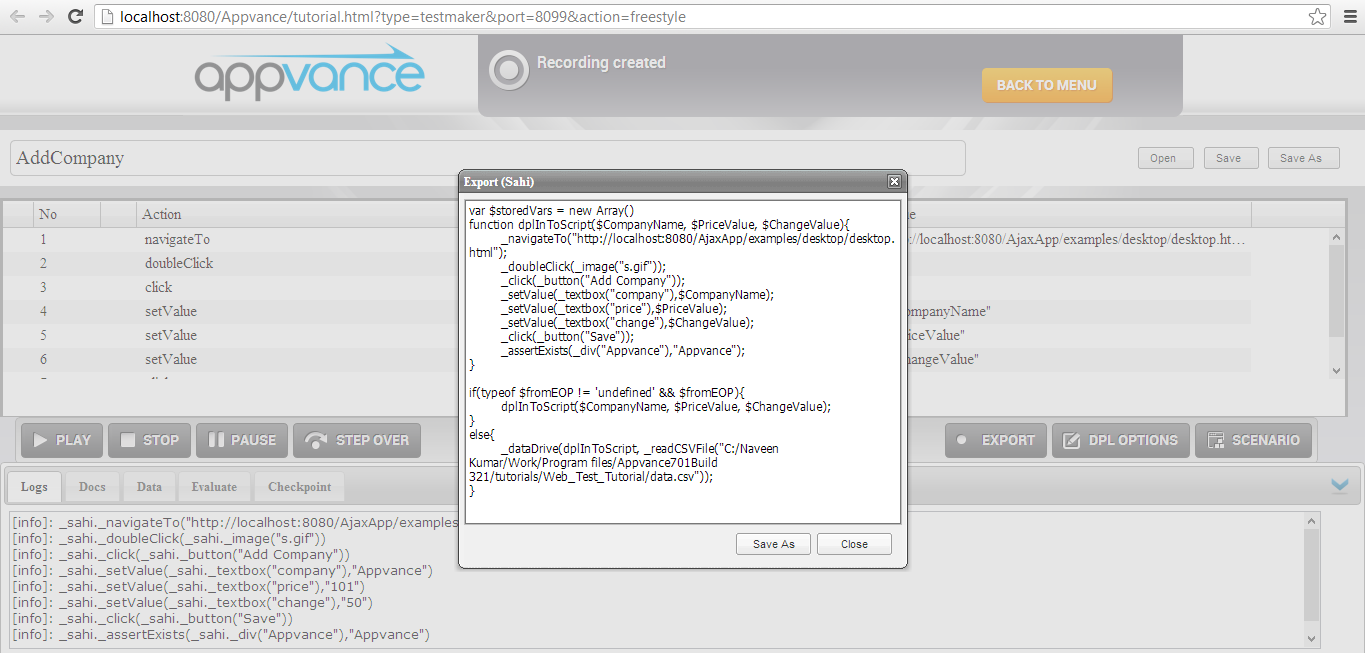 localhost:8080/Appvance/tutorial.html?type=testmaker&port=8099&action=freestyle
appvance
Recording created
BACK TO MENU
AddCompany
Open
Save
Save As
No
Action
1
navigateTo
2
doubleClick
3
click
4
setValue
5
setValue
6
setValue
Export (Sahi)
var $storedVars = new Array()
function dplInToScript($CompanyName, $PriceValue, $ChangeValue){
_navigateTo("http://localhost:8080/AjaxApp/examples/desktop/desktop.
html");
_doubleClick(_image("s.gif"));
_click(_button("Add Company"));
_setValue(_textbox("company"),$CompanyName);
_setValue(_textbox("price"),$PriceValue);
_setValue(_textbox("change"),$ChangeValue);
_click(_button("Save"));
_assertExists(_div("Appvance"),"Appvance");
}
if(typeof $fromEOP != 'undefined' && $fromEOP){
dplInToScript($CompanyName, $PriceValue, $ChangeValue);
}
else{
_dataDrive(dplInToScript, _readCSVFile("C:/Naveen
Kumar/Work/Program files/Appvance701Build
321/tutorials/Web_Test_Tutorial/data.csv"));
}
Save As
Close
://localhost:8080/AjaxApp/examples/desktop/desktop.ht...
ompanyName"
riceValue"
hangeValue"
PLAY
STOP
PAUSE
STEP OVER
EXPORT
DPL OPTIONS
SCENARIO
Logs
Docs
Data
Evaluate
Checkpoint
[info]: _sahi._navigateTo("http://localhost:8080/AjaxApp/examples
[info]: _sahi._doubleClick(_sahi._image("s.gif"))
[info]: _sahi._click(_sahi._button("Add Company"))
[info]: _sahi._setValue(_sahi._textbox("company"),"Appvance")
[info]: _sahi._setValue(_sahi._textbox("price"),"101")
[info]: _sahi._setValue(_sahi._textbox("change"),"50")
[info]: _sahi._click(_sahi._button("Save"))
[info]: _sahi._assertExists(_sahi._div("Appvance"),"Appvance")